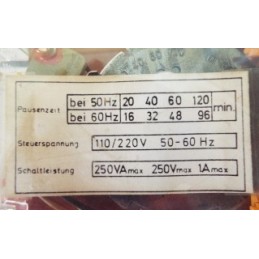 Pausenzeit bei 50Hz 20 40 60 120 min.
bei 60Hz 16 32 48 96
Steuerspannung 110/220V 50-60 Hz
Schaltleistung 250VAmax 250Vmax 1Amax